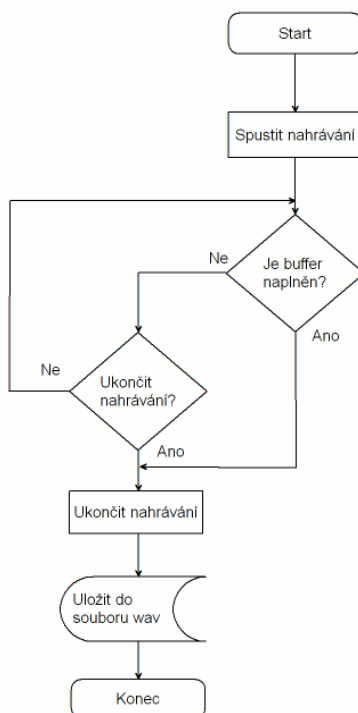 Start
Spustit nahrávání
Je buffer
naplněn?
Ne
Ano
Ukončit
nahrávání?
Ne
Ano
Ukončit nahrávání
Uložit do
souboru wav
Konec